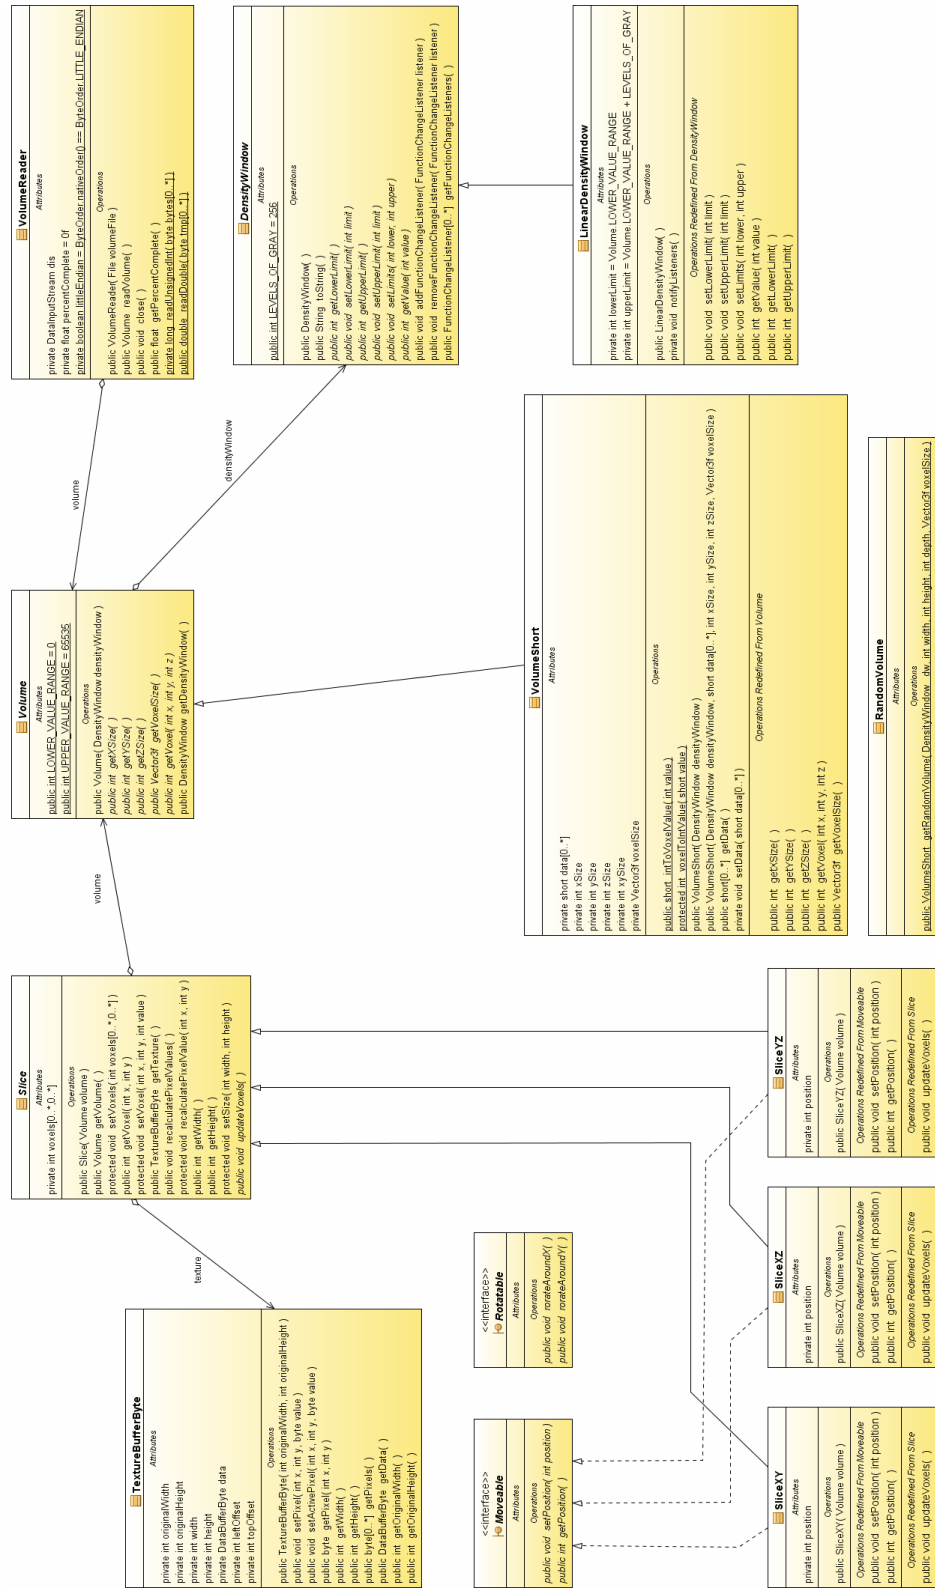 TextureBufferByte
Attributes
private int originalWidth
private int originalHeight
private int width
private int height
private DataBufferByte data
private int leftOffset
private int topOffset
Operations
public TextureBufferByte( int originalWidth, int originalHeight )
public void setPixel( int x, int y, byte value )
public void setActivePixel( int x, int y, byte value )
public byte getPixel( int x, int y )
public int getWidth( )
public int getHeight( )
public byte[0..*] getPixels( )
public DataBufferByte getData( )
public int getOriginalWidth( )
public int getOriginalHeight( )
texture
Slice
Attributes
private int voxels[0..*,0..*]
Operations
public Slice( Volume volume )
public Volume getVolume( )
protected void setVoxels( int voxels[0..*,0..*] )
public int getVoxel( int x, int y )
protected void setVoxel( int x, int y, int value )
public TextureBufferByte getTexture( )
public void recalculatePixelValues( )
protected void recalculatePixelValue( int x, int y )
public int getWidth( )
public int getHeight( )
protected void setSize( int width, int height )
public void updateVoxels( )
volume
Volume
Attributes
public int LOWER_VALUE_RANGE = 0
public int UPPER_VALUE_RANGE = 65535
Operations
public Volume( DensityWindow densityWindow )
public int getXSize( )
public int getYSize( )
public int getZSize( )
public Vector3f getVoxelSize( )
public int getVoxel( int x, int y, int z )
public DensityWindow getDensityWindow( )
volume
VolumeReader
Attributes
private DataInputStream dis
private float percentComplete = 0f
private boolean littleEndian = ByteOrder.nativeOrder() == ByteOrder.LITTLE_ENDIAN
Operations
public VolumeReader( File volumeFile )
public Volume readVolume( )
public void close( )
public float getPercentComplete( )
private long readUnsignedInt( byte bytes[0..*] )
public double readDouble( byte tmp[0..*] )
densityWindow
DensityWindow
Attributes
public int LEVELS_OF_GRAY = 256
Operations
public DensityWindow( )
public String toString( )
public int getLowerLimit( )
public void setLowerLimit( int limit )
public int getUpperLimit( )
public void setUpperLimit( int limit )
public void setLimits( int lower, int upper )
public int getValue( int value )
public void addFunctionChangeListener( FunctionChangeListener listener )
public void removeFunctionChangeListener( FunctionChangeListener listener )
public FunctionChangeListener[0..*] getFunctionChangeListeners( )
<<interface>>
Moveable
Attributes
Operations
public void setPosition( int position )
public int getPosition( )
<<interface>>
Rotatable
Attributes
Operations
public void rorateAroundX( )
public void rorateAroundY( )
VolumeShort
Attributes
private short data[0..*]
private int xSize
private int ySize
private int zSize
private int xySize
private Vector3f voxelSize
Operations
public short intToVoxelValue( int value )
protected int voxelToIntValue( short value )
public VolumeShort( DensityWindow densityWindow )
public VolumeShort( DensityWindow densityWindow, short data[0..*], int xSize, int ySize, int zSize, Vector3f voxelSize )
public short[0..*] getData( )
private void setData( short data[0..*] )
Operations Redefined From Volume
public int getXSize( )
public int getYSize( )
public int getZSize( )
public int getVoxel( int x, int y, int z )
public Vector3f getVoxelSize( )
LinearDensityWindow
Attributes
private int lowerLimit = Volume.LOWER_VALUE_RANGE
private int upperLimit = Volume.LOWER_VALUE_RANGE + LEVELS_OF_GRAY
Operations
public LinearDensityWindow( )
private void notifyListeners( )
Operations Redefined From DensityWindow
public void setLowerLimit( int limit )
public void setUpperLimit( int limit )
public void setLimits( int lower, int upper )
public int getValue( int value )
public int getLowerLimit( )
public int getUpperLimit( )
SliceXY
Attributes
private int position
Operations
public SliceXY( Volume volume )
Operations Redefined From Moveable
public void setPosition( int position )
public int getPosition( )
Operations Redefined From Slice
public void updateVoxels( )
SliceXZ
Attributes
private int position
Operations
public SliceXZ( Volume volume )
Operations Redefined From Moveable
public void setPosition( int position )
public int getPosition( )
Operations Redefined From Slice
public void updateVoxels( )
SliceYZ
Attributes
private int position
Operations
public SliceYZ( Volume volume )
Operations Redefined From Moveable
public void setPosition( int position )
public int getPosition( )
Operations Redefined From Slice
public void updateVoxels( )
RandomVolume
Attributes
Operations
public VolumeShort getRandomVolume( DensityWindow dw, int width, int height, int depth, Vector3f voxelSize )